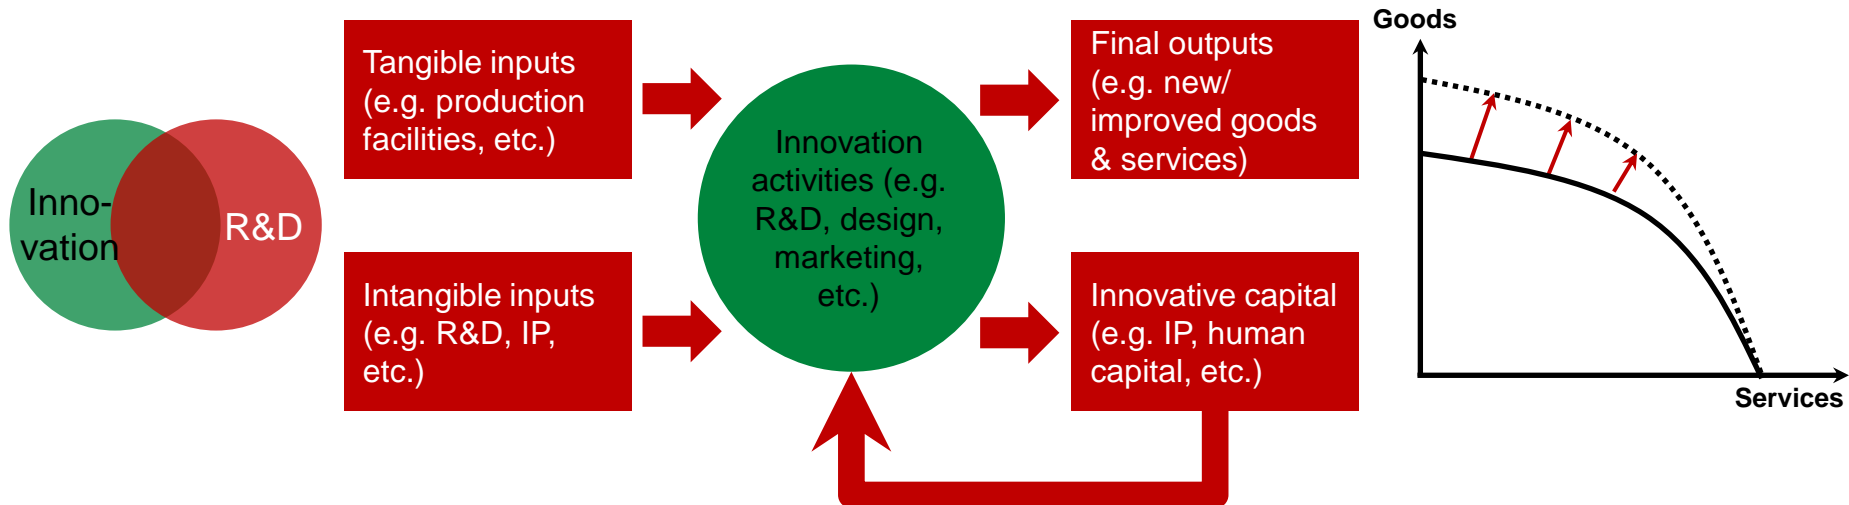 Inno-
vation
R&D
Tangible inputs
(e.g. production
facilities, etc.)
Intangible inputs
(e.g. R&D, IP,
etc.)
Innovation
activities (e.g.
R&D, design,
marketing,
etc.)
Final outputs
(e.g. new/
improved goods
& services)
Innovative capital
(e.g. IP, human
capital, etc.)
Goods
Services